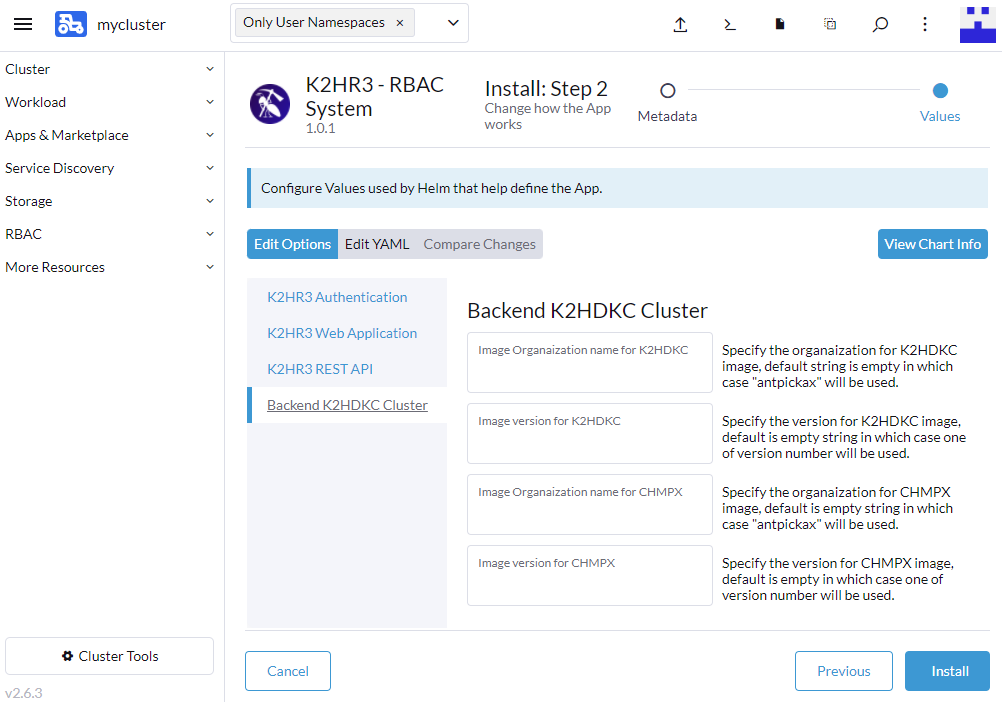 mycluster
Only User Namespaces ×
Cluster
Workload
Apps & Marketplace
Service Discovery
Storage
RBAC
More Resources
Cluster Tools
v2.6.3
K2HR3 - RBAC
System
1.0.1
Install: Step 2
Change how the App
works
Metadata
Values
Configure Values used by Helm that help define the App.
Edit Options
Edit YAML
Compare Changes
View Chart Info
K2HR3 Authentication
K2HR3 Web Application
K2HR3 REST API
Backend K2HDKC Cluster
Backend K2HDKC Cluster
Image Organaization name for K2HDKC
Specify the organaization for K2HDKC
image, default string is empty in which
case "antpickax" will be used.
Image version for K2HDKC
Specify the version for K2HDKC image,
default is empty string in which case one
of version number will be used.
Image Organaization name for CHMPX
Specify the organaization for CHMPX
image, default is empty string in which
case "antpickax" will be used.
Image version for CHMPX
Specify the version for CHMPX image,
default is empty in which case one of
version number will be used.
Cancel
Previous
Install